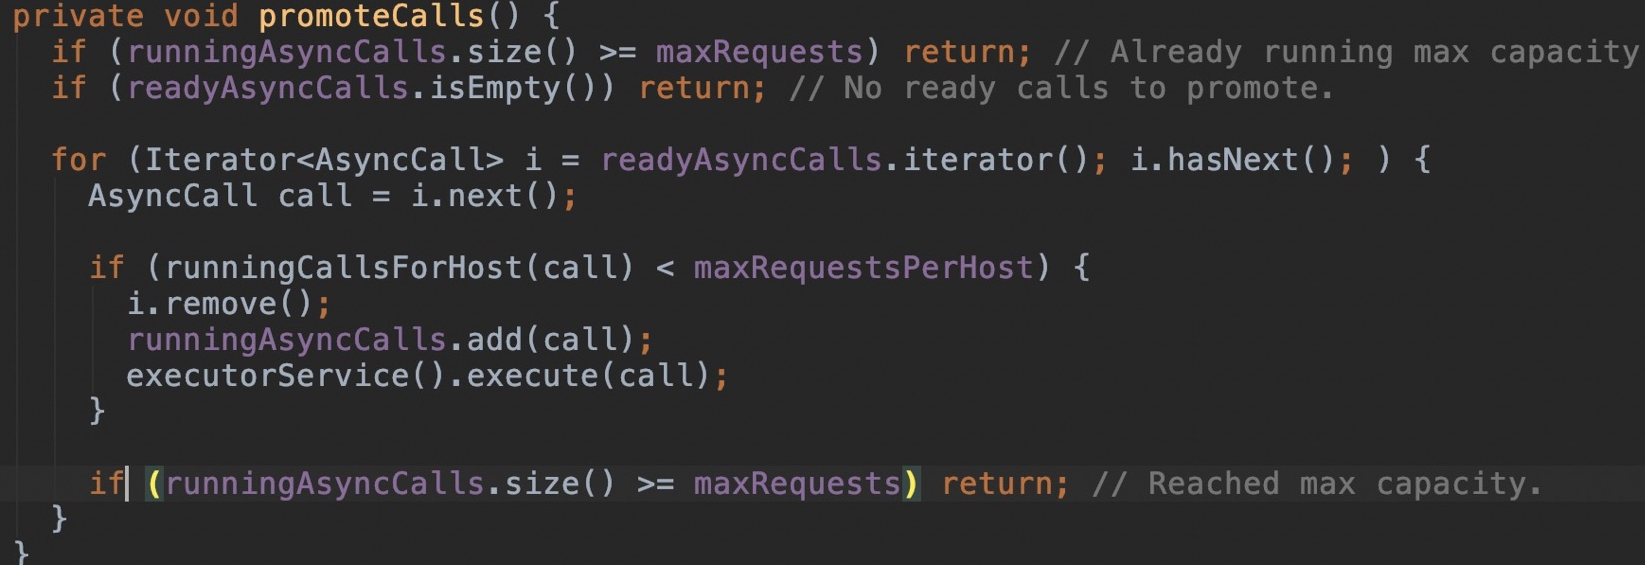 private void promoteCalls() {
if (runningAsyncCalls.size() >= maxRequests) return; // Already running max capacity
if (readyAsyncCalls.isEmpty()) return; // No ready calls to promote.
for (Iterator<AsyncCall> i = readyAsyncCalls.iterator(); i.hasNext(); ) {
AsyncCall call = i.next();
if (runningCallsForHost(call) < maxRequestsPerHost) {
i.remove();
runningAsyncCalls.add(call);
executorService().execute(call);
}
if (runningAsyncCalls.size() >= maxRequests) return; // Reached max capacity.
}
}